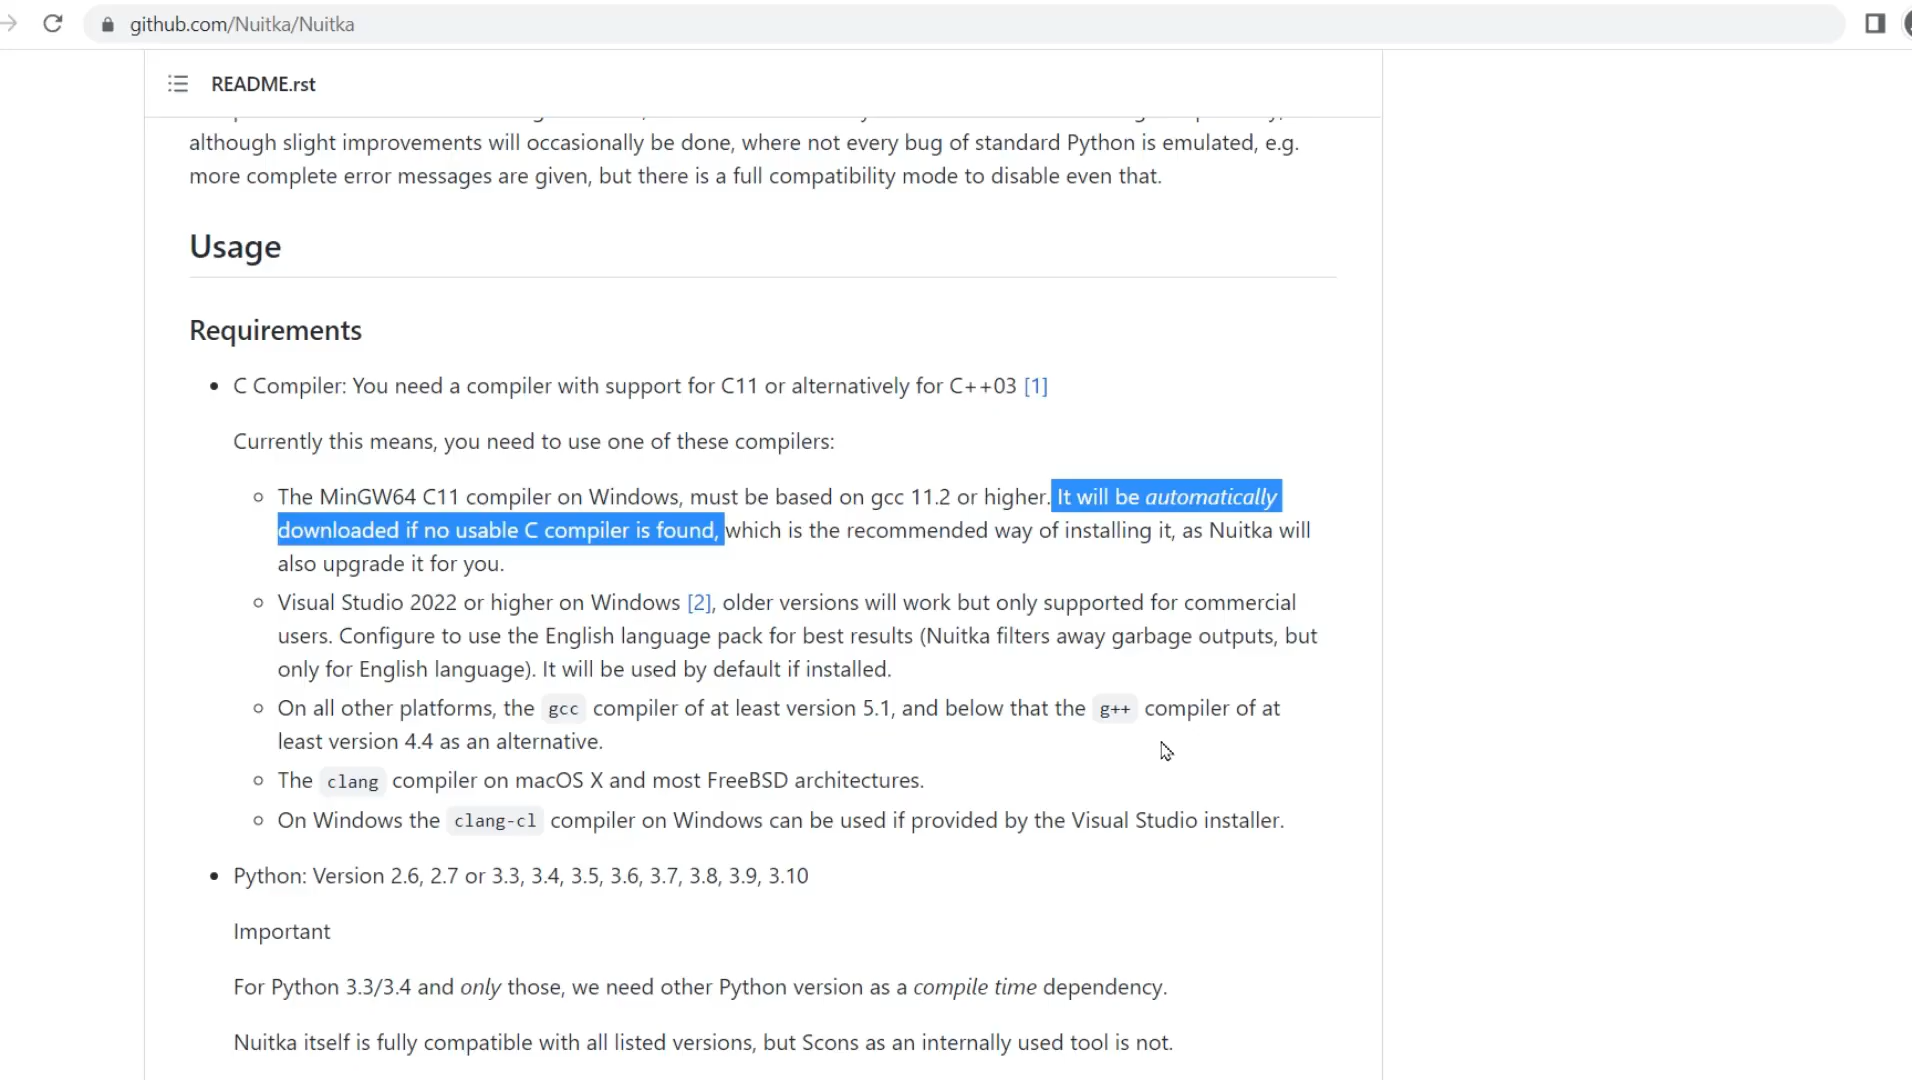 github.com/Nuitka/Nuitka
README.rst
although slight improvements will occasionally be done, where not every bug of standard Python is emulated, e.g.
more complete error messages are given, but there is a full compatibility mode to disable even that.
Usage
Requirements
• C Compiler: You need a compiler with support for C11 or alternatively for C++03 [1]
Currently this means, you need to use one of these compilers:
◦ The MinGW64 C11 compiler on Windows, must be based on gcc 11.2 or higher. It will be automatically
downloaded if no usable C compiler is found, which is the recommended way of installing it, as Nuitka will
also upgrade it for you.
◦ Visual Studio 2022 or higher on Windows [2], older versions will work but only supported for commercial
users. Configure to use the English language pack for best results (Nuitka filters away garbage outputs, but
only for English language). It will be used by default if installed.
◦ On all other platforms, the gcc compiler of at least version 5.1, and below that the g++ compiler of at
least version 4.4 as an alternative.
◦ The clang compiler on macOS X and most FreeBSD architectures.
◦ On Windows the clang-cl compiler on Windows can be used if provided by the Visual Studio installer.
• Python: Version 2.6, 2.7 or 3.3, 3.4, 3.5, 3.6, 3.7, 3.8, 3.9, 3.10
Important
For Python 3.3/3.4 and only those, we need other Python version as a compile time dependency.
Nuitka itself is fully compatible with all listed versions, but Scons as an internally used tool is not.